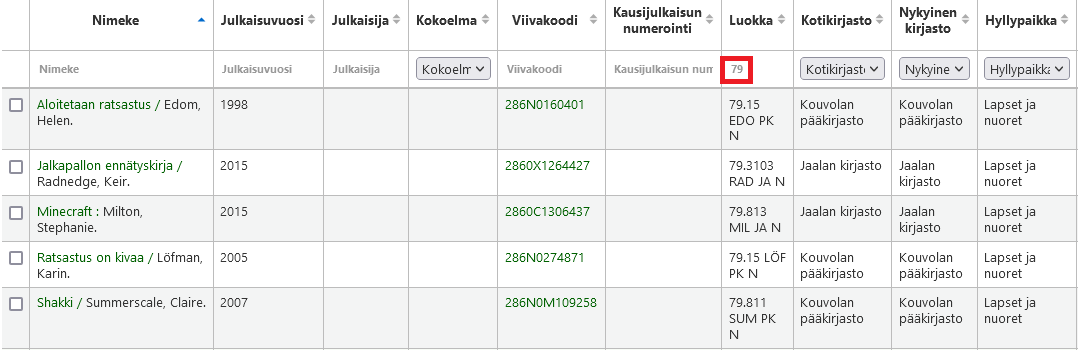 Nimeke Julkaisuvuosi Julkaisija Kokoelma Viivakoodi Kausijulkaisun numerointi Luokka Kotikirjasto Nykyinen kirjasto Hyllypaikka
Nimeke Julkaisuvuosi Julkaisija Kokoelm Viivakoodi Kausijulkaisun num 79 Kotikirjasto Nykyine Hyllypaikka
Aloitetaan ratsastus / Edom, 1998 286N0160401 79.15 Kouvolan Kouvolan Lapset ja
Helen. EDO PK pääkirjasto pääkirjasto nuoret
N
Jalkapallon ennätyskirja / 2015 2860X1264427 79.3103 Jaalan kirjasto Jaalan Lapset ja
Radnedge, Keir. RAD JA N kirjasto nuoret
Minecraft : Milton, 2015 2860C1306437 79.813 Jaalan kirjasto Jaalan Lapset ja
Stephanie. MIL JA N kirjasto nuoret
Ratsastus on kivaa / Löfman, 2005 286N0274871 79.15 LÖF Kouvolan Kouvolan Lapset ja
Karin. PK N pääkirjasto pääkirjasto nuoret
Shakki / Summerscale, Claire. 2007 286N0M109258 79.811 Kouvolan Kouvolan Lapset ja
SUM PK pääkirjasto pääkirjasto nuoret
N